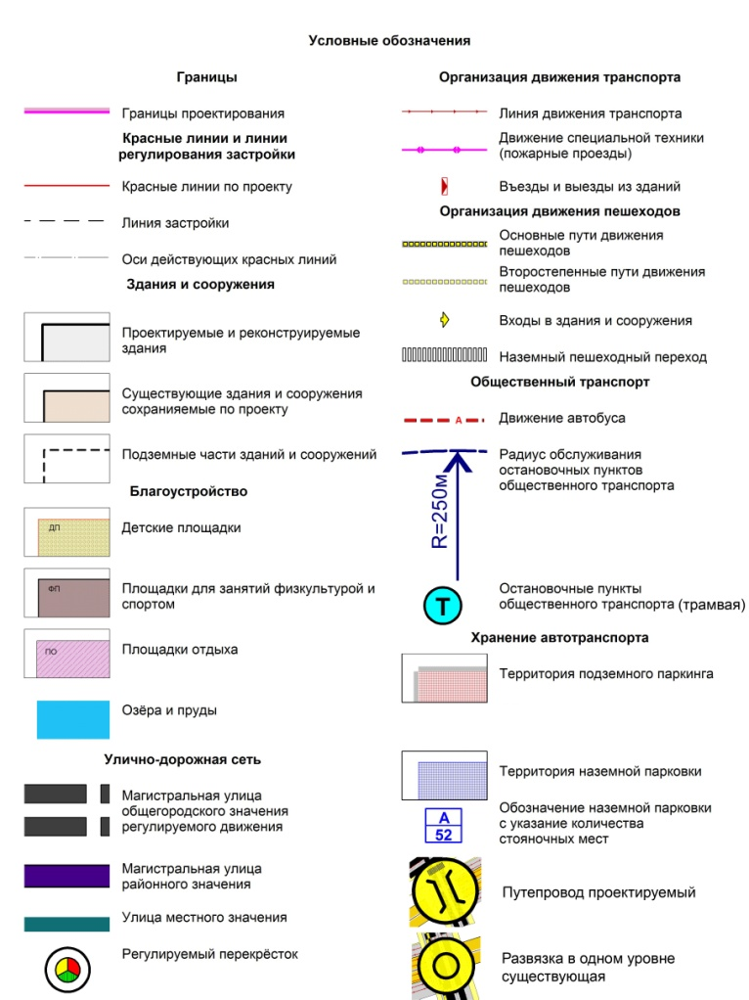 Условные обозначения
Границы
Границы проектирования
Красные линии и линии
регулирования застройки
Красные линии по проекту
Линия застройки
Оси действующих красных линий
Здания и сооружения
Проектируемые и реконструируемые
здания
Существующие здания и сооружения
сохранияемые по проекту
Подземные части зданий и сооружений
Благоустройство
ДП
Детские площадки
ФП
Площадки для занятий физкультурой и
спортом
ПО
Площадки отдыха
Озёра и пруды
Улично-дорожная сеть
Магистральная улица
общегородского значения
регулируемого движения
Магистральная улица
районного значения
Улица местного значения
Регулируемый перекрёсток
Организация движения транспорта
Линия движения транспорта
Движение специальной техники
(пожарные проезды)
Въезды и выезды из зданий
Организация движения пешеходов
Основные пути движения
пешеходов
Второстепенные пути движения
пешеходов
Входы в здания и сооружения
Наземный пешеходный переход
Общественный транспорт
А
Движение автобуса
R=250м
Радиус обслуживания
остановочных пунктов
общественного транспорта
Т
Остановочные пункты
общественного транспорта (трамвая)
Хранение автотранспорта
Территория подземного паркинга
Территория наземной парковки
А
52
Обозначение наземной парковки
с указание количества
стояночных мест
Путепровод проектируемый
Развязка в одном уровне
существующая